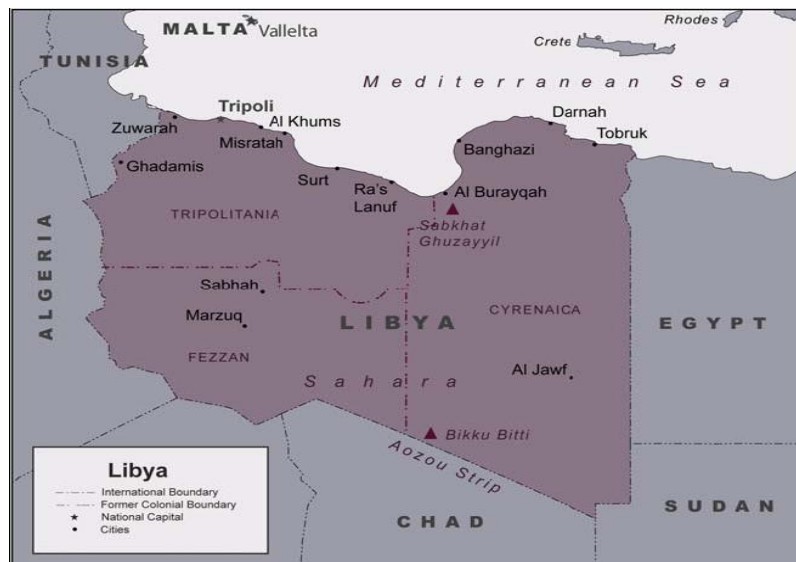 MALTA
Vallelta
Rhodes
Crete
TUNISIA
Mediterranean Sea
Tripoli
Darnah
Zuwarah
Al Khums
Misratah
Banghazi
Tobruk
Ghadamis
Surt
Ra's
Lanuf
Al Burayqah
TRIPOLITANIA
Sabkhat
Ghuzayyil
ALGERIA
Sabhah
Marzuq
LIBYA
CYRENAICA
EGYPT
FEZZAN
Sahara
Al Jawf
Bikku Bitti
Aozou Strip
Libya
International Boundary
Former Colonial Boundary
National Capital
Cities
CHAD
SUDAN